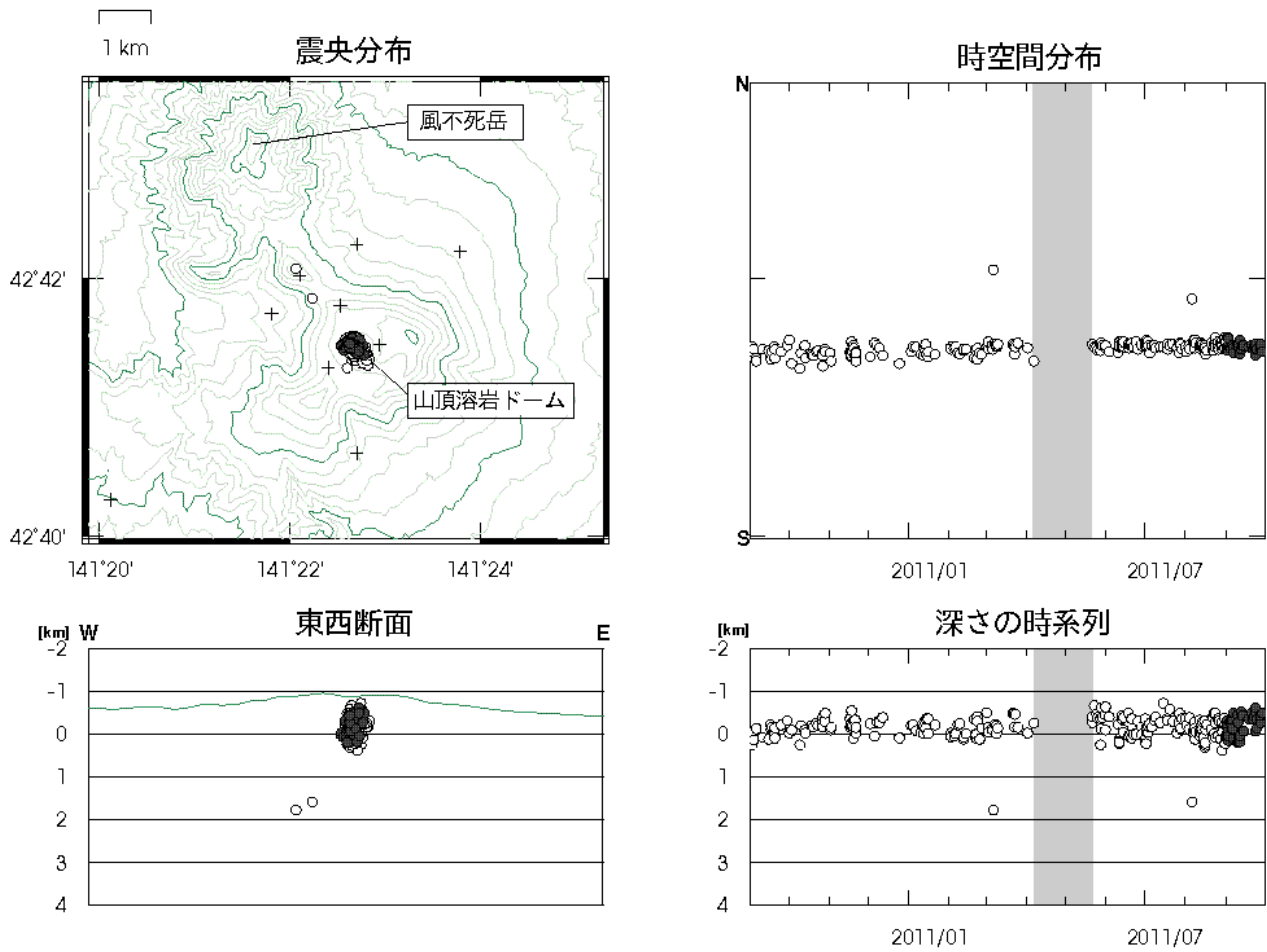 1 km
震央分布
風不死岳
山頂溶岩ドーム
42°42'
42°40'
141°20'
141°22'
141°24'
時空間分布
N
S
2011/01
2011/07
東西断面
[km]
W
E
-2
-1
0
1
2
3
4
深さの時系列
[km]
-2
-1
0
1
2
3
4
2011/01
2011/07